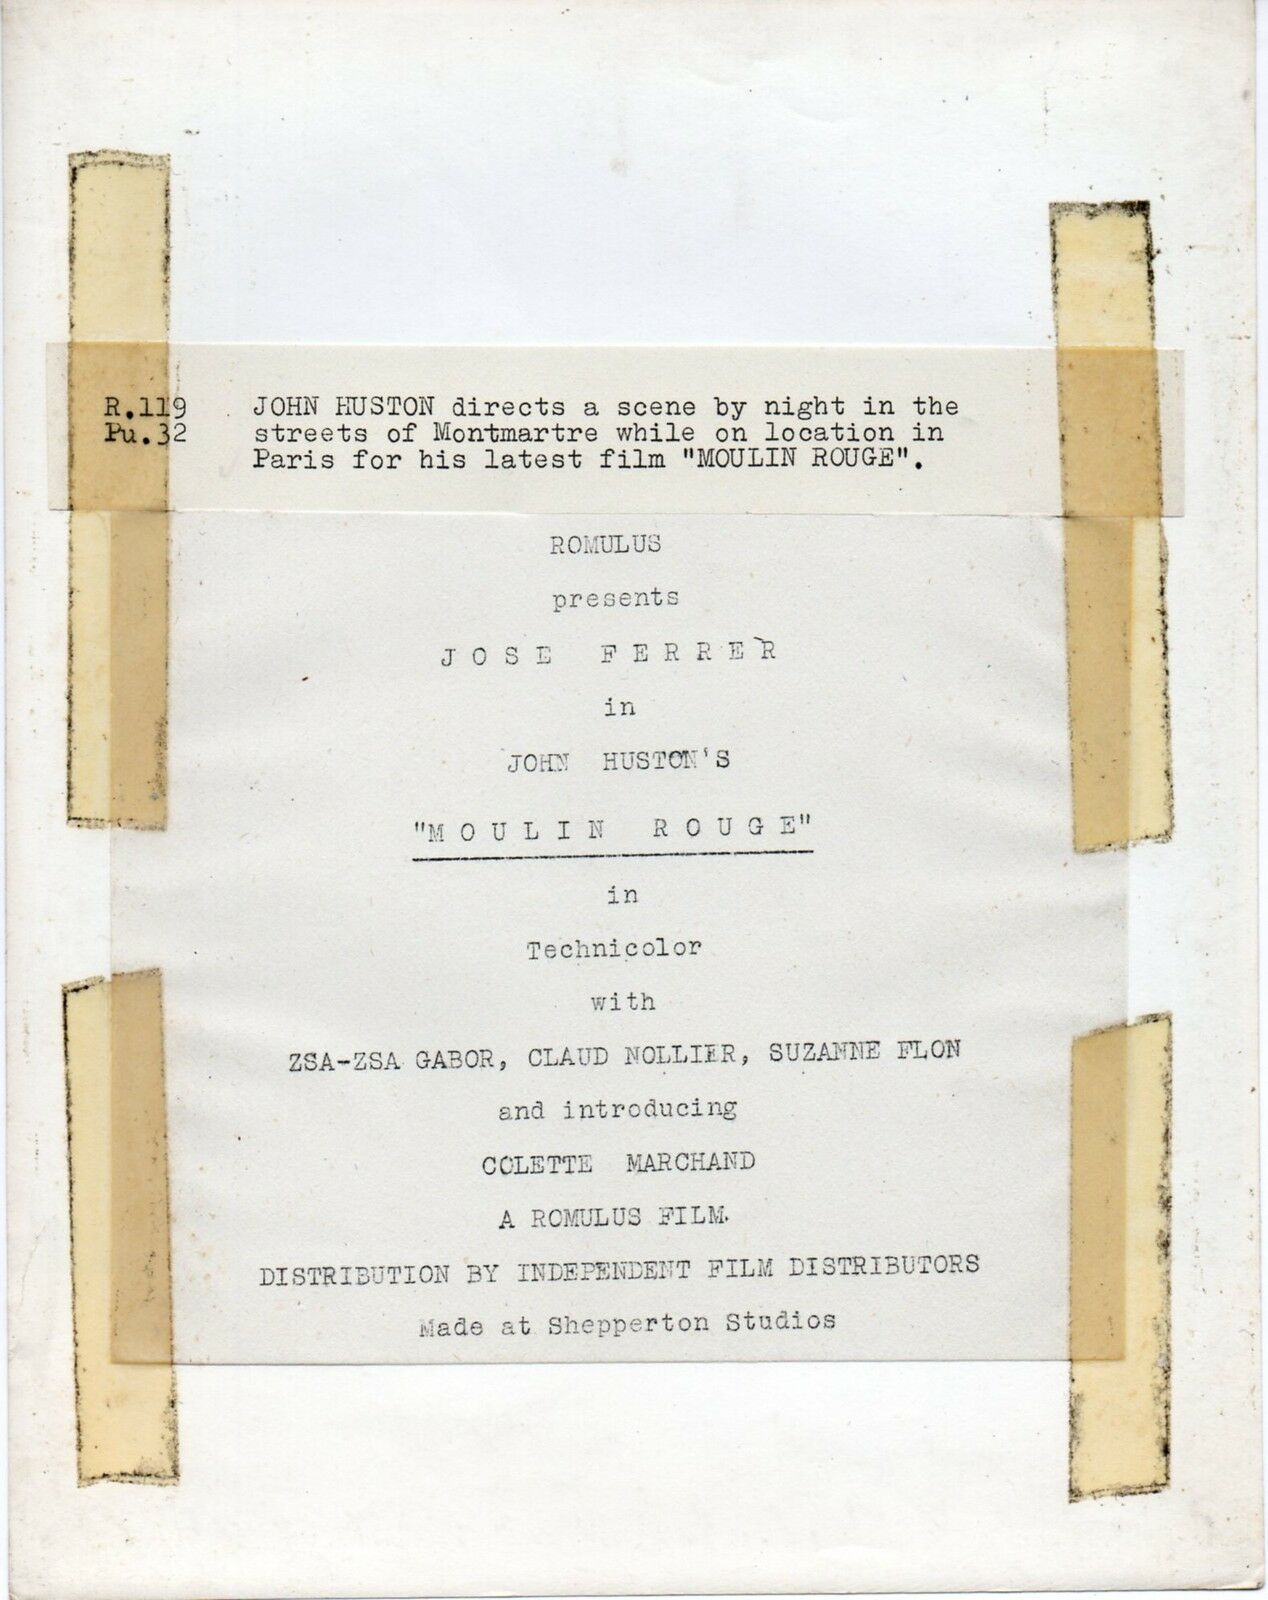 R.119 JOHN HUSTON directs a scene by night in the
Pu.32 streets of Montmartre while on location in
Paris for his latest film "MOULIN ROUGE".
ROMULUS
presents
JOSE FERRER
in
JOHN HUSTON'S
"MOULIN ROUGE"
in
Technicolor
with
ZSA-ZSA GABOR, CLAUD NOLLIER, SUZANNE FLON
and introducing
COLETTE MARCHAND
A ROMULUS FILM.
DISTRIBUTION BY INDEPENDENT FILM DISTRIBUTORS
Made at Shepperton Studios